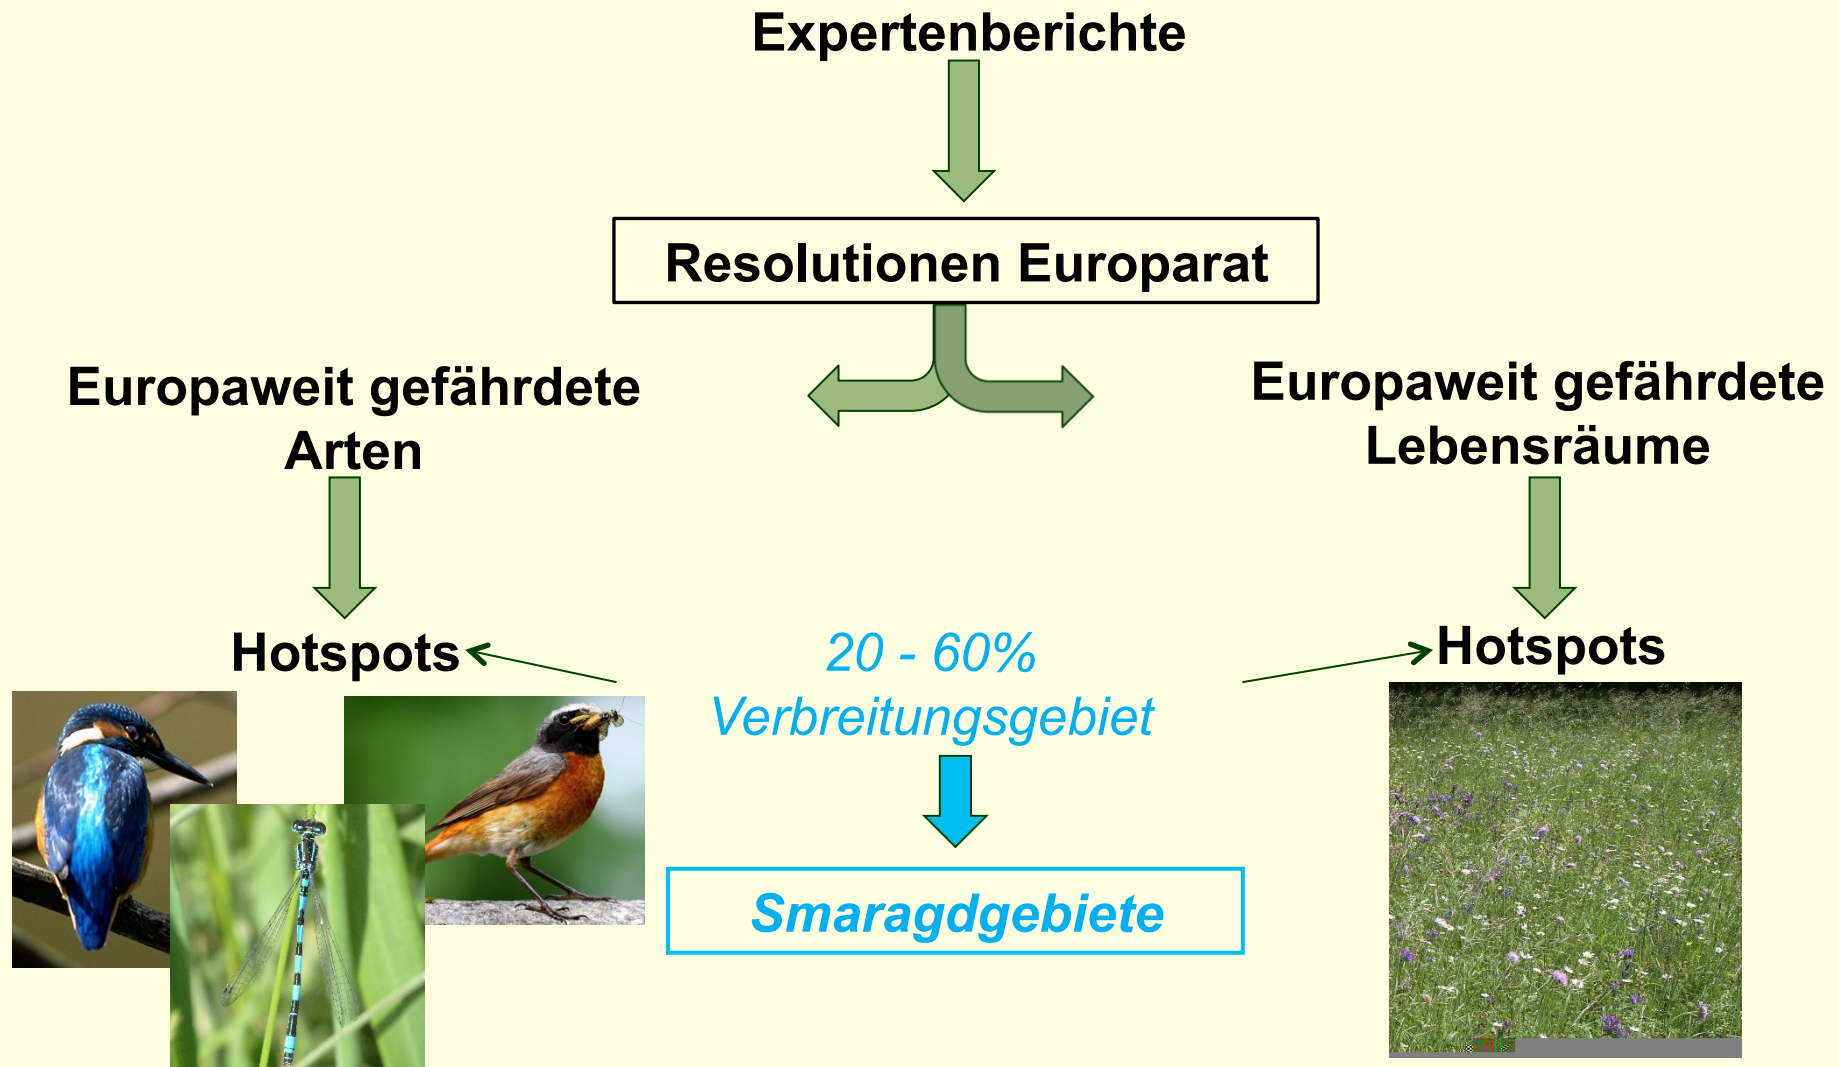 Expertenberichte
Resolutionen Europarat
Europaweit gefährdete
Arten
Europaweit gefährdete
Lebensräume
Hotspots
20 - 60%
Verbreitungsgebiet
Hotspots
Smaragdgebiete